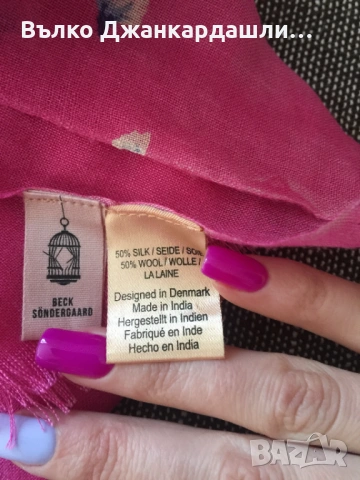 Вълко Джанкардашли...
BECK
SÖNDERGAARD
50% SILK / SEIDE / SOIE
50% WOOL / WOLLE /
LA LAINE
Designed in Denmark
Made in India
Hergestellt in Indien
Fabriqué en Inde
Hecho en India
BAZAR